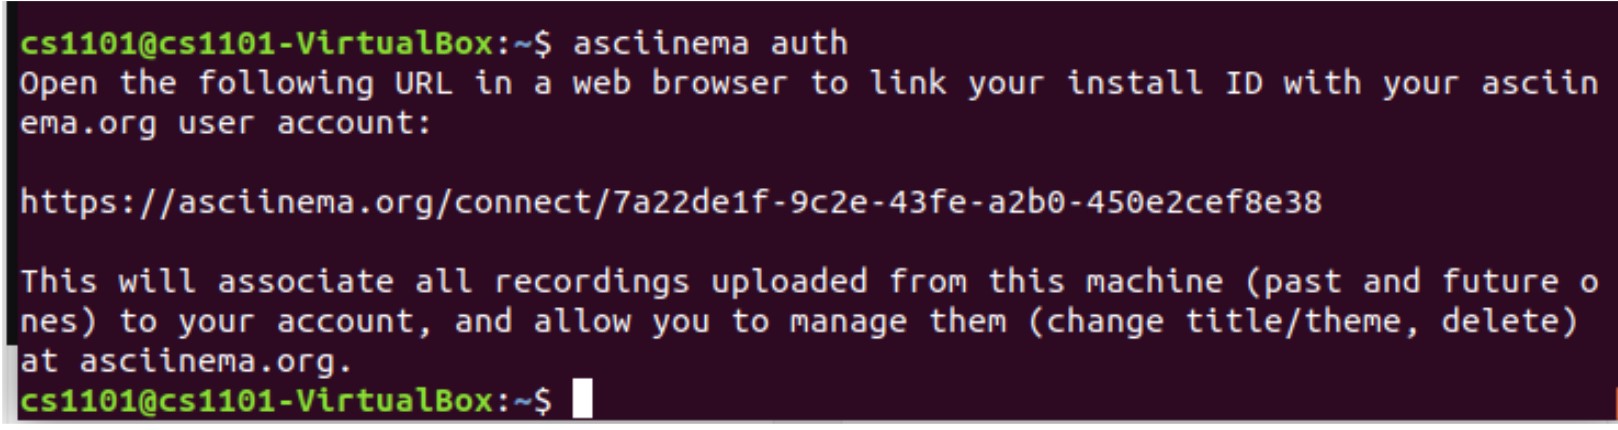 cs1101@cs1101-VirtualBox:~$ asciinema auth
Open the following URL in a web browser to link your install ID with your asciin
ema.org user account:
https://asciinema.org/connect/7a22de1f-9c2e-43fe-a2b0-450e2cef8e38
This will associate all recordings uploaded from this machine (past and future o
nes) to your account, and allow you to manage them (change title/theme, delete)
at asciinema.org.
cs1101@cs1101-VirtualBox:~$